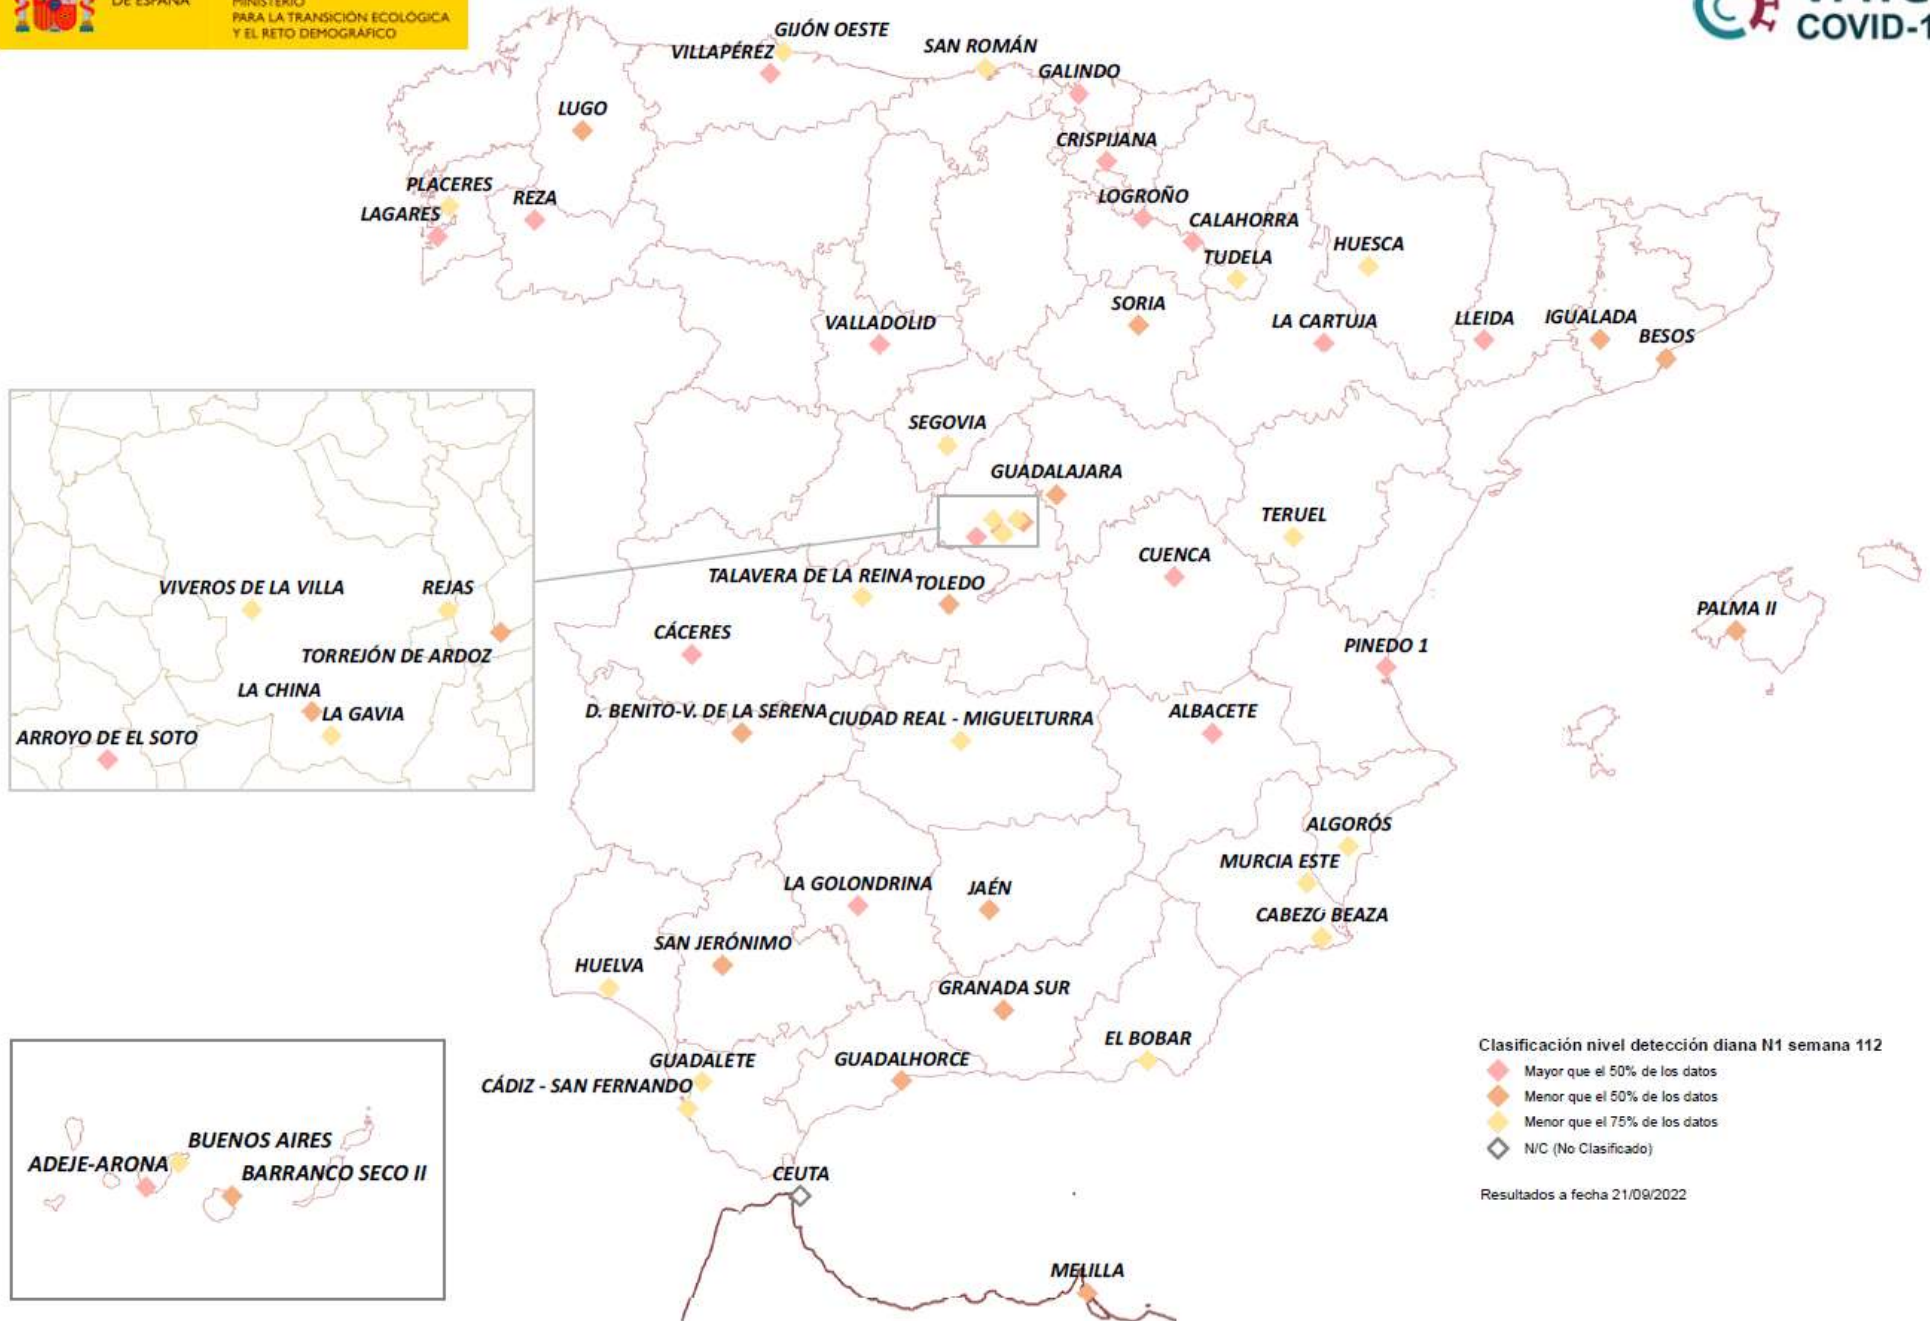 DE ESPAÑA
MINISTERIO
PARA LA TRANSICIÓN ECOLÓGICA
Y EL RETO DEMOGRÁFICO
COVID-1
GIJÓN OESTE
VILLAPÉREZ
SAN ROMÁN
GALINDO
LUGO
CRISPIJANA
PLACERES
REZA
LAGARES
LOGROÑO
CALAHORRA
HUESCA
TUDELA
SORIA
VALLADOLID
LA CARTUJA
LLEIDA
IGUALADA
BESOS
SEGOVIA
GUADALAJARA
TERUEL
CUENCA
TALAVERA DE LA REINA
TOLEDO
VIVEROS DE LA VILLA
REJAS
TORREJÓN DE ARDOZ
LA CHINA
LA GAVIA
ARROYO DE EL SOTO
PALMA II
CÁCERES
PINEDO 1
D. BENITO-V. DE LA SERENA
CIUDAD REAL - MIGUELTURRA
ALBACETE
ALGORÓS
MURCIA ESTE
LA GOLONDRINA
JAÉN
CABEZO BEAZA
SAN JERÓNIMO
HUELVA
GRANADA SUR
EL BOBAR
GUADALETE
GUADALHORCE
CÁDIZ - SAN FERNANDO
BUENOS AIRES
ADEJE-ARONA
BARRANCO SECO II
CEUTA
MELILLA
Clasificación nivel detección diana N1 semana 112
Mayor que el 50% de los datos
Menor que el 50% de los datos
Menor que el 75% de los datos
N/C (No Clasificado)
Resultados a fecha 21/09/2022